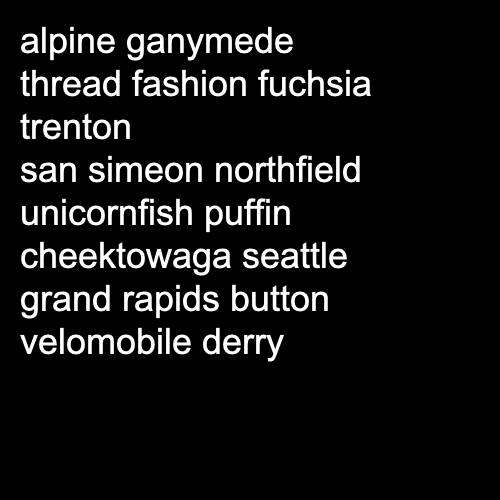 alpine ganymede
thread fashion fuchsia
trenton
san simeon northfield
unicornfish puffin
cheektowaga seattle
grand rapids button
velomobile derry